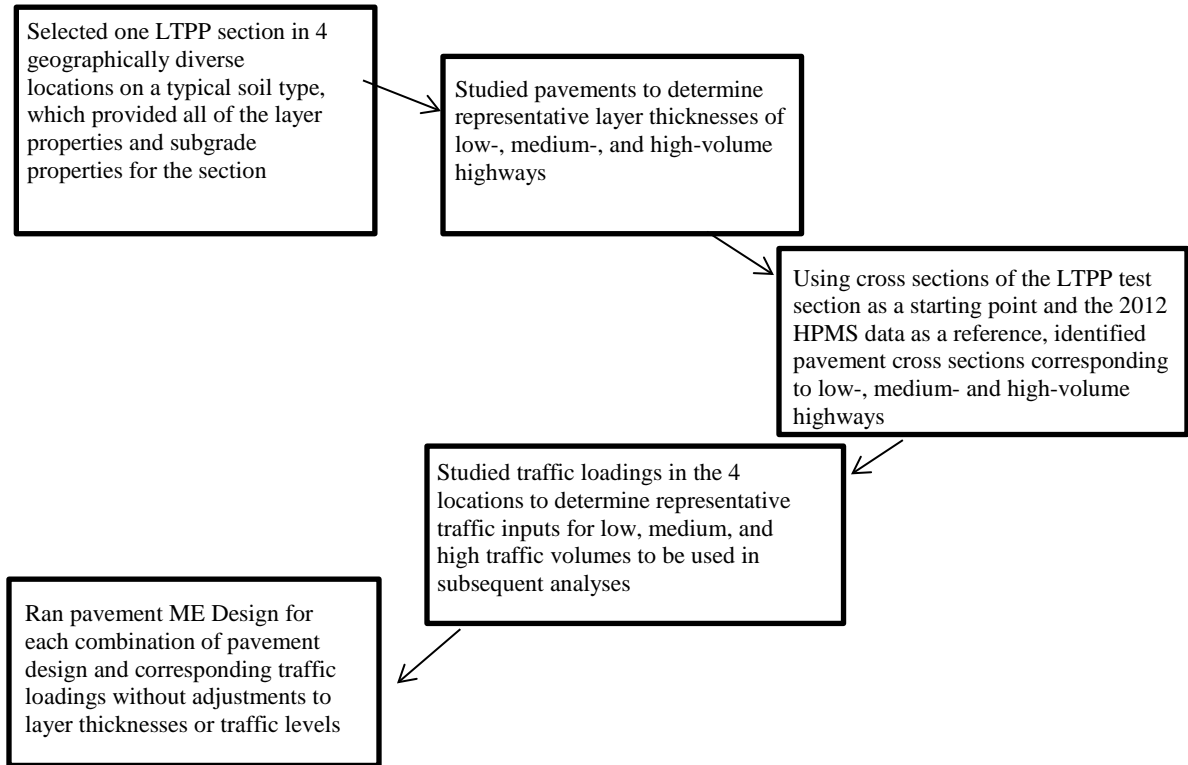 Selected one LTPP section in 4
geographically diverse
locations on a typical soil type,
which provided all of the layer
properties and subgrade
properties for the section
Studied pavements to determine
representative layer thicknesses of
low-, medium-, and high-volume
highways
Using cross sections of the LTPP test
section as a starting point and the 2012
HPMS data as a reference, identified
pavement cross sections corresponding
to low-, medium- and high-volume
highways
Studied traffic loadings in the 4
locations to determine representative
traffic inputs for low, medium, and
high traffic volumes to be used in
subsequent analyses
Ran pavement ME Design for
each combination of pavement
design and corresponding traffic
loadings without adjustments to
layer thicknesses or traffic levels